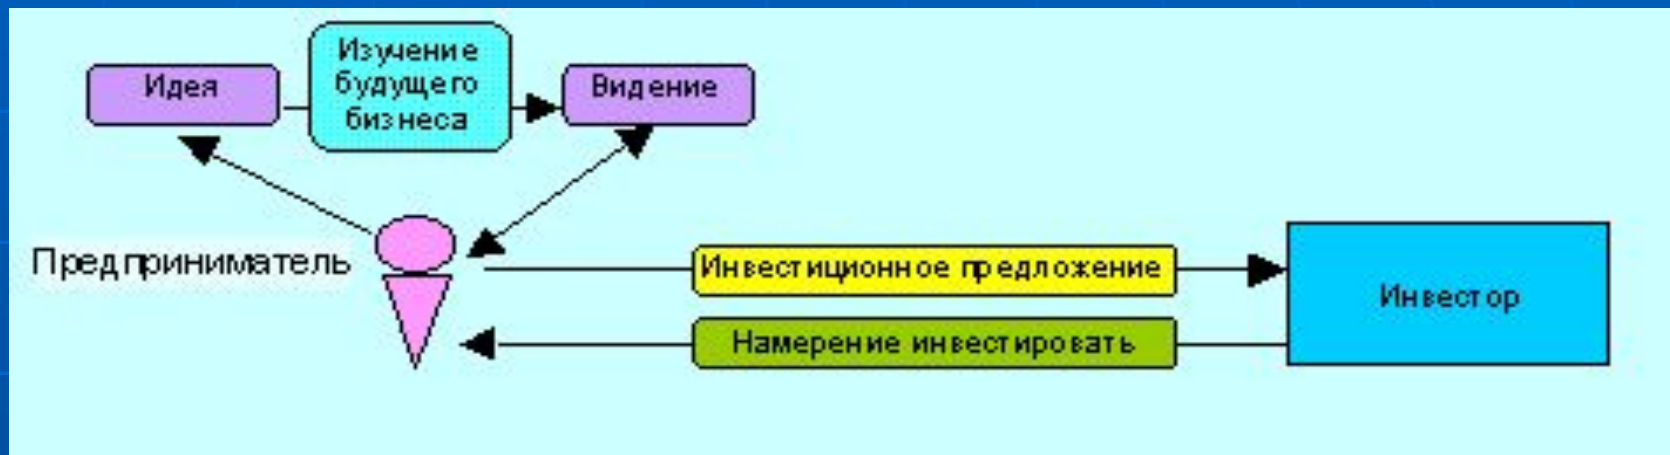 Идея
Изучение
будущего
бизнеса
Видение
Предприниматель
Инвестиционное предложение
Инвестор
Намерение инвестировать